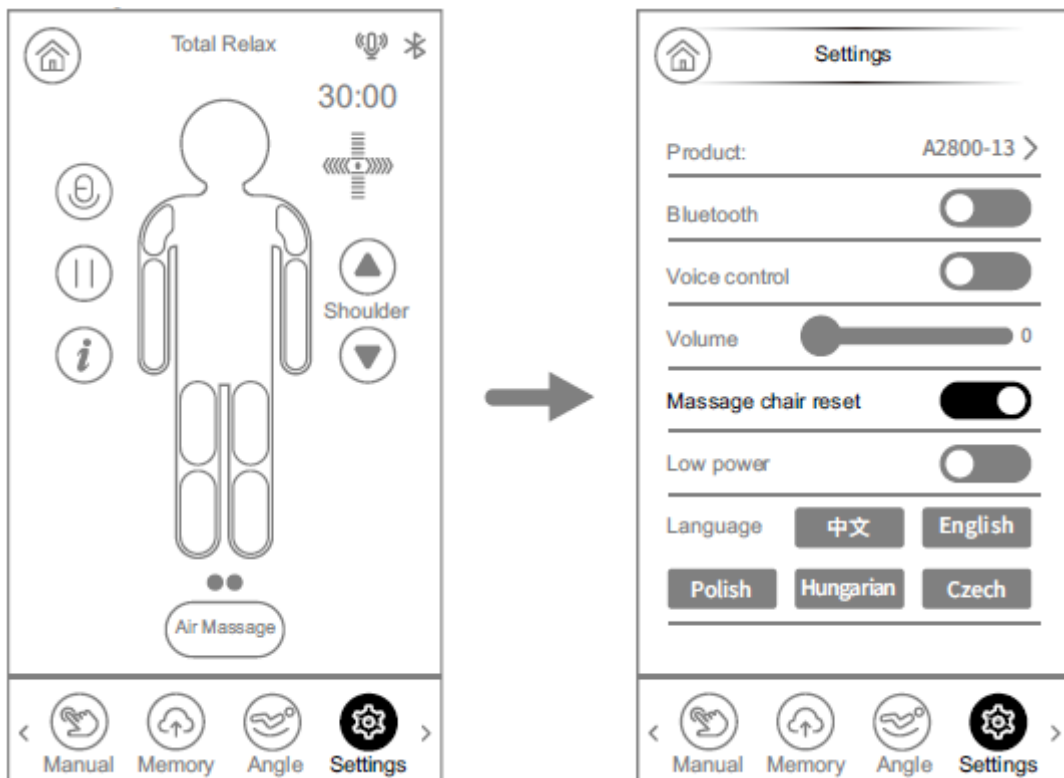 Total Relax
30:00
Shoulder
Air Massage
Manual Memory Angle Settings
Settings
Product: A2800-13
Bluetooth
Voice control
Volume 0
Massage chair reset
Low power
Language 中文 English
Polish Hungarian Czech
Manual Memory Angle Settings